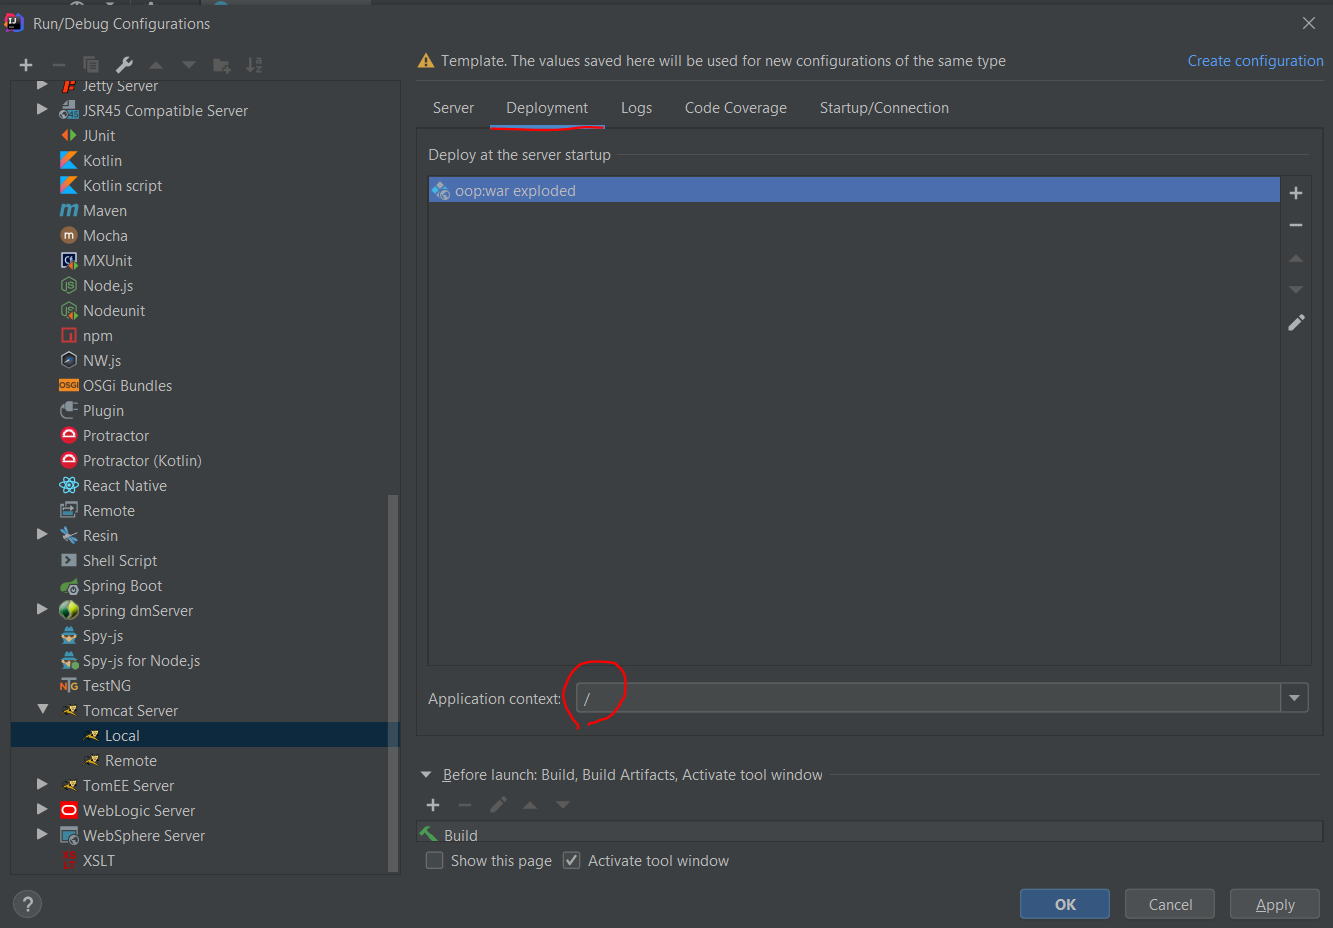 Run/Debug Configurations
Template. The values saved here will be used for new configurations of the same type
Create configuration
Jetty Server
JSR45 Compatible Server
JUnit
Kotlin
Kotlin script
Maven
Mocha
MXUnit
Node.js
Nodeunit
npm
NW.js
OSGi Bundles
Plugin
Protractor
Protractor (Kotlin)
React Native
Remote
Resin
Shell Script
Spring Boot
Spring dmServer
Spy-js
Spy-js for Node.js
TestNG
Tomcat Server
Local
Remote
TomEE Server
WebLogic Server
WebSphere Server
XSLT
Server
Deployment
Logs
Code Coverage
Startup/Connection
Deploy at the server startup
oop:war exploded
Application context:
/
Before launch: Build, Build Artifacts, Activate tool window
Build
Show this page
Activate tool window
?
OK
Cancel
Apply